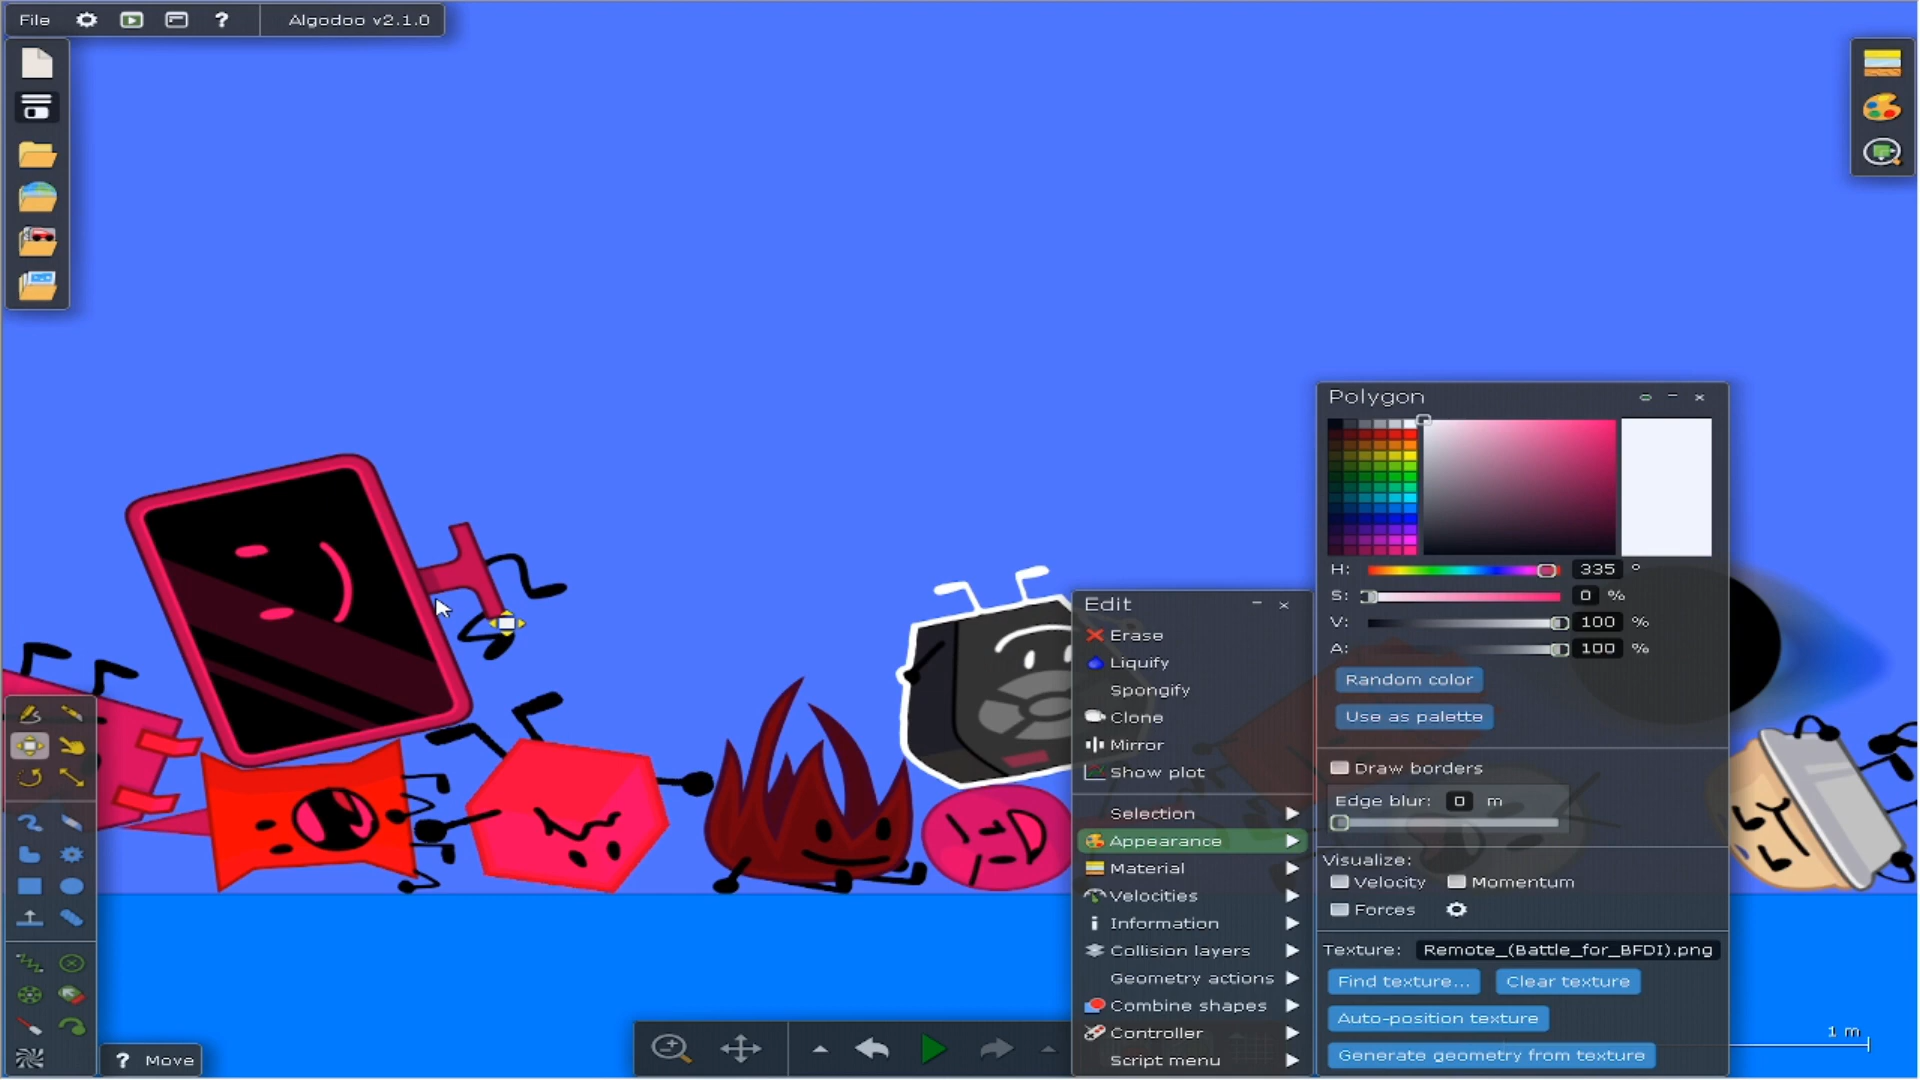 File
?
Algodoo v2.1.0
Polygon
H: 335 °
S: 0 %
V: 100 %
A: 100 %
Random color
Use as palette
Draw borders
Edge blur: 0 m
Visualize:
Velocity
Momentum
Forces
Texture: Remote_(Battle_for_BFDI).png
Find texture...
Clear texture
Auto-position texture
Generate geometry from texture
Edit
Erase
Liquify
Spongify
Clone
Mirror
Show plot
Selection
Appearance
Material
Velocities
Information
Collision layers
Geometry actions
Combine shapes
Controller
Script menu
? Move
1 m